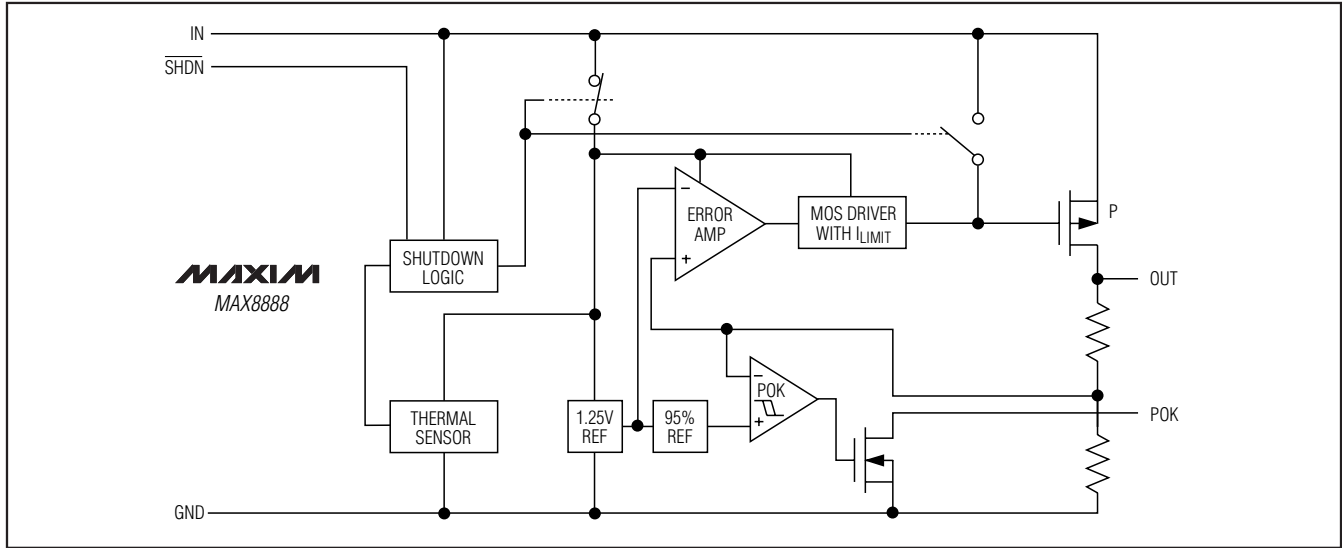 IN
SHDN
−
ERROR
AMP
+
MOS DRIVER
WITH ILIMIT
P
SHUTDOWN
LOGIC
MAXIM
MAX8888
OUT
−
POK
+
THERMAL
SENSOR
1.25V
REF
95%
REF
POK
GND